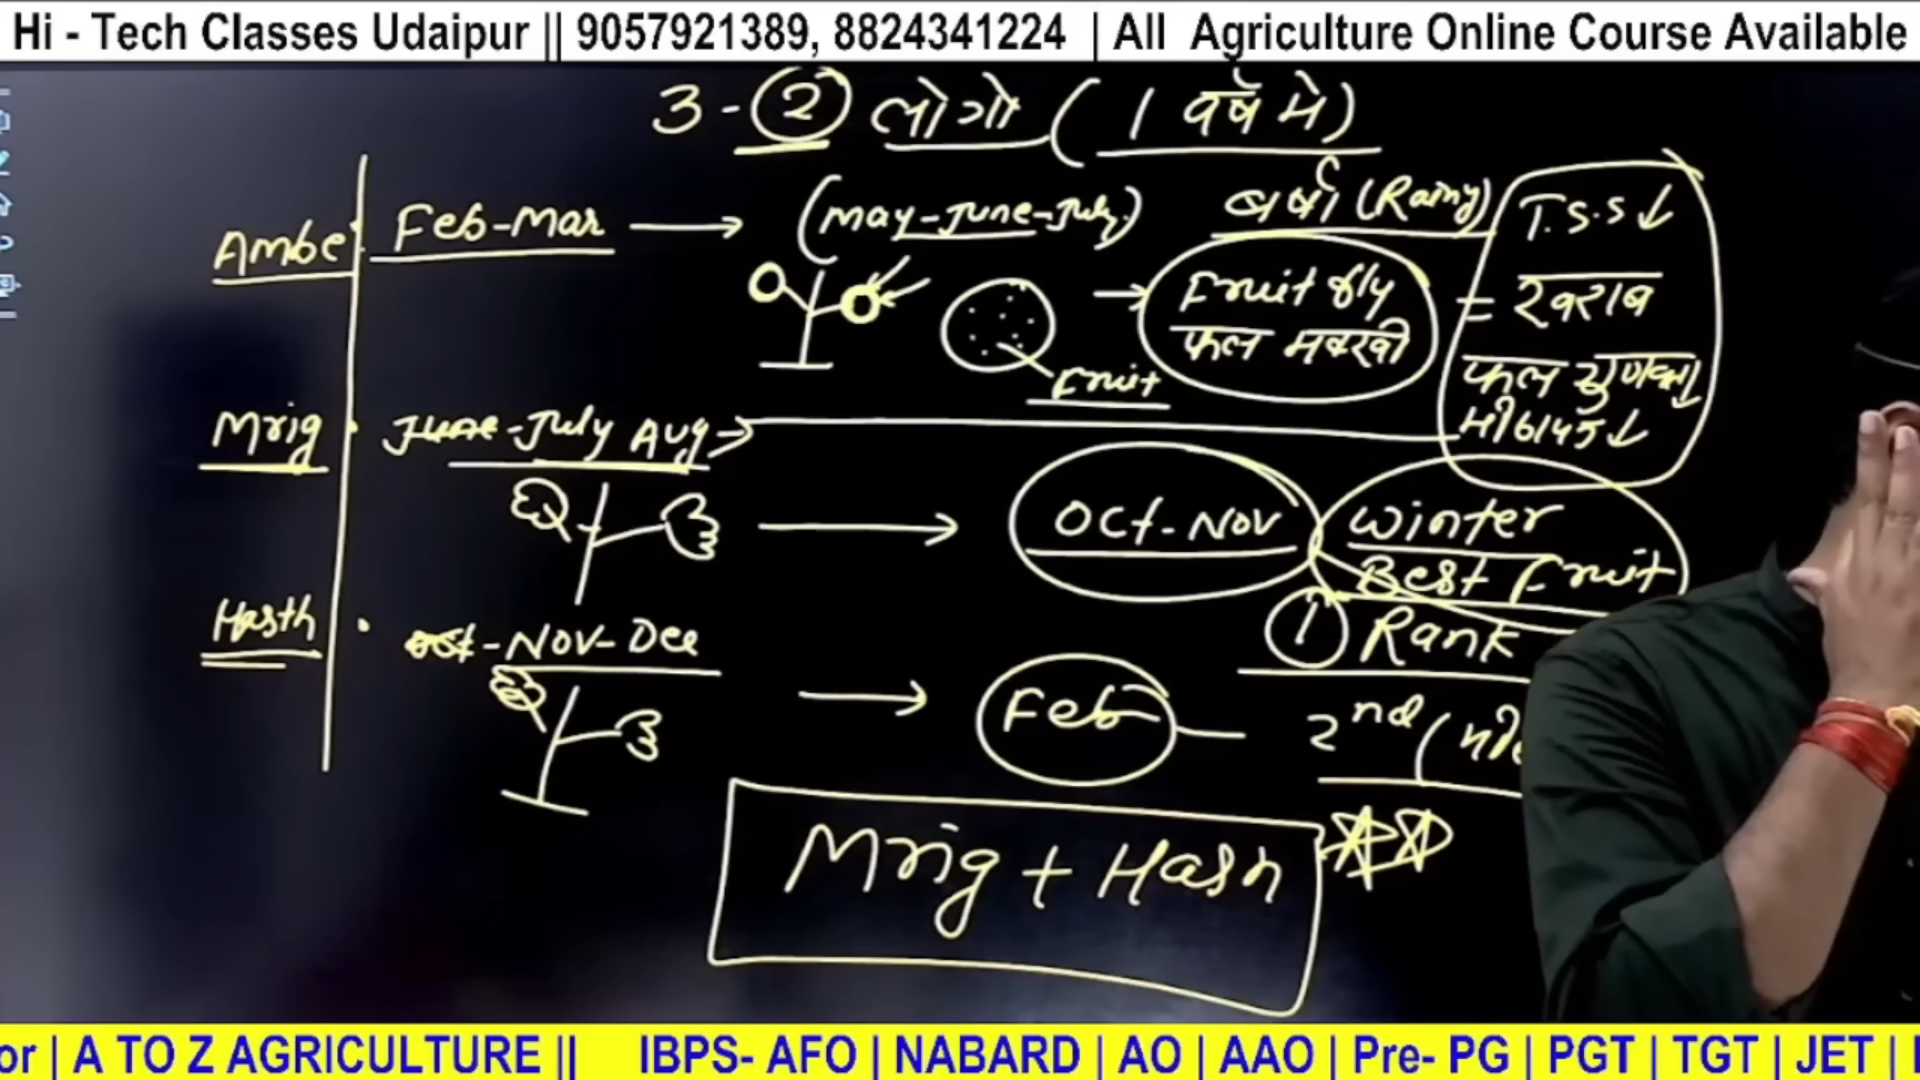 Hi - Tech Classes Udaipur || 9057921389, 8824341224 | All Agriculture Online Course Available
3 - 2 लोगो ( 1 वर्ष मे )
Ambe Feb-Mar → (May-June-July) वर्षा (Rainy) T.S.S ↓
Fruit fly = खराब
फल मक्खी
Fruit
फल गुणवत्ता ↓
मीठास ↓
Mrig June-July Aug →
→ Oct-Nov Winter
Best Fruit
1 Rank
Hasth Oct-Nov-Dec
→ Feb - 2nd (
Mrig + Hash
or | A TO Z AGRICULTURE || IBPS- AFO | NABARD | AO | AAO | Pre- PG | PGT | TGT | JET |